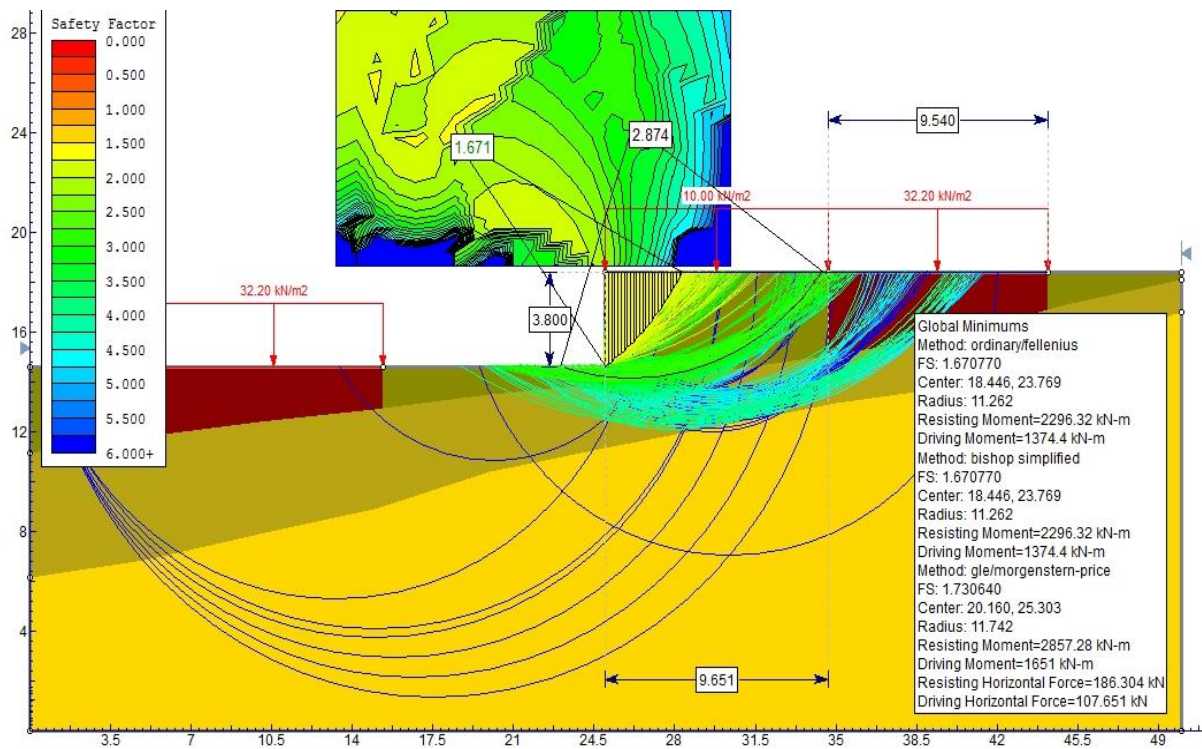 Safety Factor
0.000
0.500
1.000
1.500
2.000
2.500
3.000
3.500
4.000
4.500
5.000
5.500
6.000+
28
24
20
16
12
8
4
0
3.5
7
10.5
14
17.5
21
24.5
28
31.5
35
38.5
42
45.5
49
1.671
2.874
9.540
10.00 kN/m2
32.20 kN/m2
32.20 kN/m2
3.800
9.651
Global Minimums
Method: ordinary/fellenius
FS: 1.670770
Center: 18.446, 23.769
Radius: 11.262
Resisting Moment=2296.32 kN-m
Driving Moment=1374.4 kN-m
Method: bishop simplified
FS: 1.670770
Center: 18.446, 23.769
Radius: 11.262
Resisting Moment=2296.32 kN-m
Driving Moment=1374.4 kN-m
Method: gle/morgenstern-price
FS: 1.730640
Center: 20.160, 25.303
Radius: 11.742
Resisting Moment=2857.28 kN-m
Driving Moment=1651 kN-m
Resisting Horizontal Force=186.304 kN
Driving Horizontal Force=107.651 kN